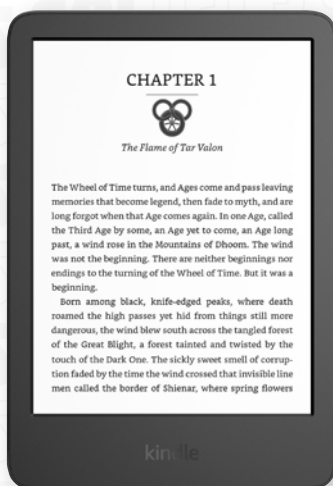 CHAPTER 1
The Flame of Tar Valon
The Wheel of Time turns, and Ages come and pass leaving
memories that become legend, then fade to myth, and are
long forgot when that Age comes again. In one Age, called
the Third Age by some, an Age yet to come, an Age long
past, a wind rose in the Mountains of Dhoom. The wind
was not the beginning. There are neither beginnings nor
endings to the turning of the Wheel of Time. But it was a
beginning.
Born among black, knife-edged peaks, where death
roamed the high passes yet hid from things still more
dangerous, the wind blew south across the tangled forest
of the Great Blight, a forest tainted and twisted by the
touch of the Dark One. The sickly sweet smell of corrup-
tion faded by the time the wind crossed that invisible line
men called the border of Shienar, where spring flowers
kindle